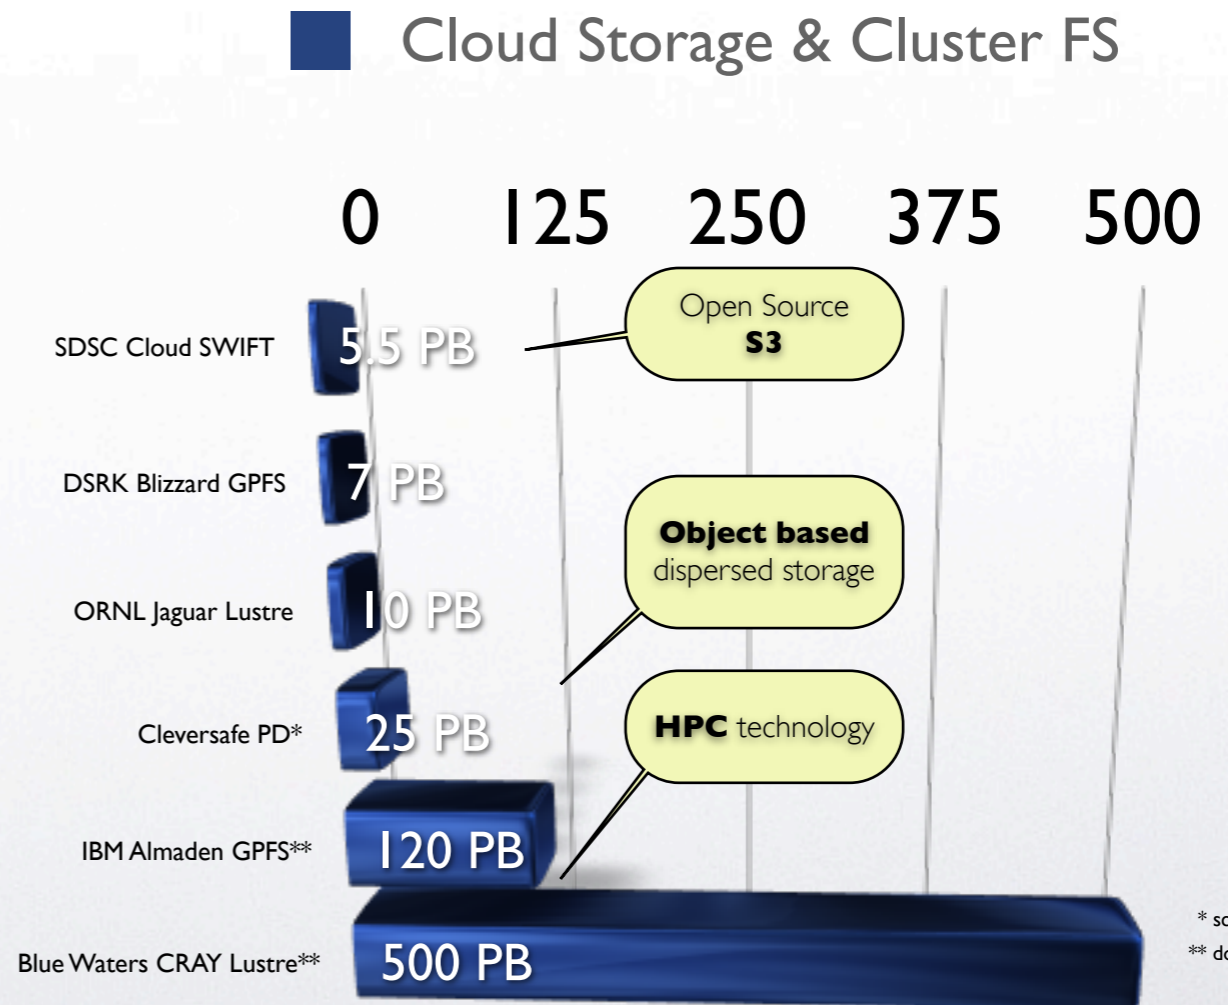 Cloud Storage & Cluster FS
0 125 250 375 500
Open Source
S3
SDSC Cloud SWIFT 5.5 PB
DSRK Blizzard GPFS 7 PB
Object based
dispersed storage
ORNL Jaguar Lustre 10 PB
Cleversafe PD* 25 PB
HPC technology
IBM Almaden GPFS** 120 PB
Blue Waters CRAY Lustre** 500 PB
*
**